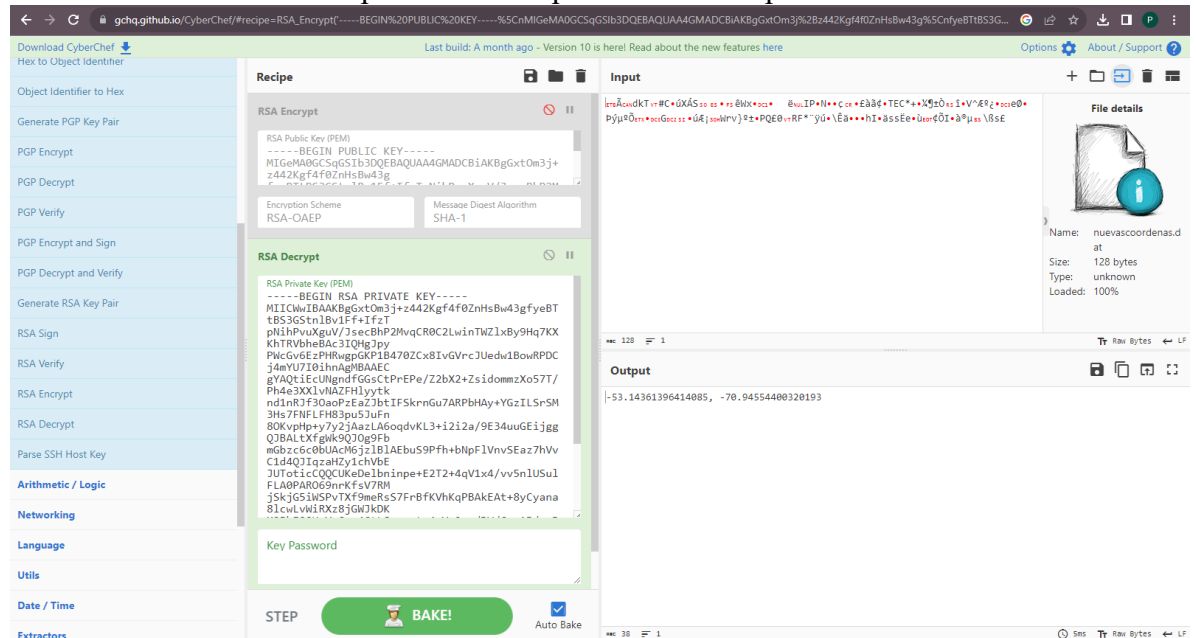 gchq.github.io/CyberChef/#recipe=RSA_Encrypt('-----BEGIN%20PUBLIC%20KEY-----%5CnMIGeMA0GCSqGSIb3DQEBAQUAA4GMADCBiAKBgGxtOm3j%2Bz442Kgf4f0ZnHsBw43g%5CnfyeBTtBS3G...
Download CyberChef
Last build: A month ago - Version 10 is here! Read about the new features here
Options
About / Support
Hex to Object Identifier
Object Identifier to Hex
Generate PGP Key Pair
PGP Encrypt
PGP Decrypt
PGP Verify
PGP Encrypt and Sign
PGP Decrypt and Verify
Generate RSA Key Pair
RSA Sign
RSA Verify
RSA Encrypt
RSA Decrypt
Parse SSH Host Key
Arithmetic / Logic
Networking
Language
Utils
Date / Time
Extractors
Recipe
RSA Encrypt
RSA Public Key (PEM)
-----BEGIN PUBLIC KEY-----
MIGeMA0GCSqGSIb3DQEBAQUAA4GMADCBiAKBgGxtOm3j+
z442Kgf4f0ZnHsBw43g
Encryption Scheme
RSA-OAEP
Message Digest Algorithm
SHA-1
RSA Decrypt
RSA Private Key (PEM)
-----BEGIN RSA PRIVATE KEY-----
MIICWwIBAAKBgGxtOm3j+z442Kgf4f0ZnHsBw43gfyeBT
tBS3GStnlBv1Ff+IfzT
pNihPvuXguV/JsecBhP2MvqCR0C2LwinTWZlxBy9Hq7KX
KhTRVbheBAc3IQHgJpy
PWcGv6EzPHRwgpGKP1B470ZCx8IvGVrcJUedw1BowRPDC
j4mYU7I0ihnAgMBAAEC
gYAQtiEcUNgndfGGsCtPrEPe/Z2bX2+ZsidommzXo57T/
Ph4e3XXlvNAZFHlyytk
nd1nRJf3OaoPzEaZJbtIFSkrnGu7ARPbHAy+YGzILSrSM
3Hs7FNFLFH83pu5JuFn
8OKvpHp+y7y2jAazLA6oqdvKL3+i2i2a/9E34uuGEijgg
QJBALtXfgWk9QJOg9Fb
mGbzc6c0bUAcM6jzlBlAEbuS9Pfh+bNpFlVnvSEaz7hVv
C1d4QJIqzaHZy1chVbE
JUToticCQQCUKeDelbninpe+E2T2+4qV1x4/vv5nlUSul
FLA0PARO69nrKfsV7RM
jSkjG5iWSPvTXf9meRsS7FrBfKVhKqPBAkEAt+8yCyana
8lcwLvWiRXz8jGWJkDK
Key Password
STEP
BAKE!
Auto Bake
Input
File details
Name: nuevascoordenas.dat
Size: 128 bytes
Type: unknown
Loaded: 100%
128 1
Raw Bytes LF
Output
-53.14361396414085, -70.94554400320193
38 1
5ms Raw Bytes LF